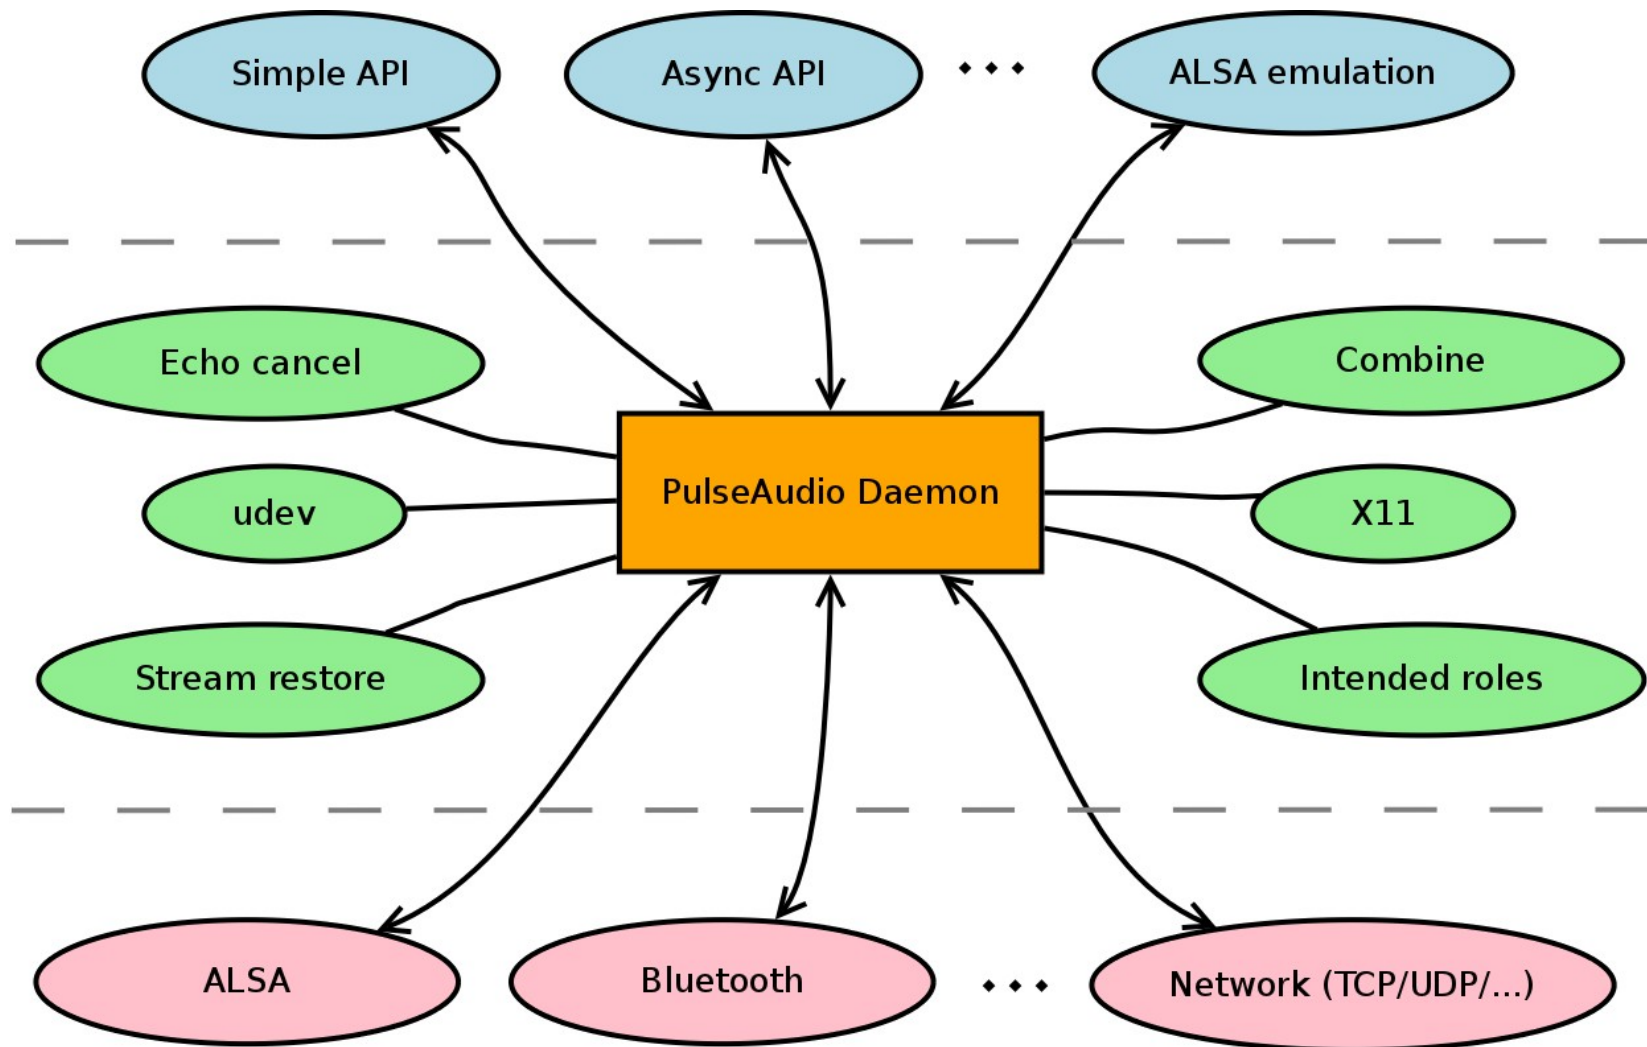 Simple API
Async API
ALSA emulation
Echo cancel
Combine
PulseAudio Daemon
udev
X11
Stream restore
Intended roles
ALSA
Bluetooth
Network (TCP/UDP/...)